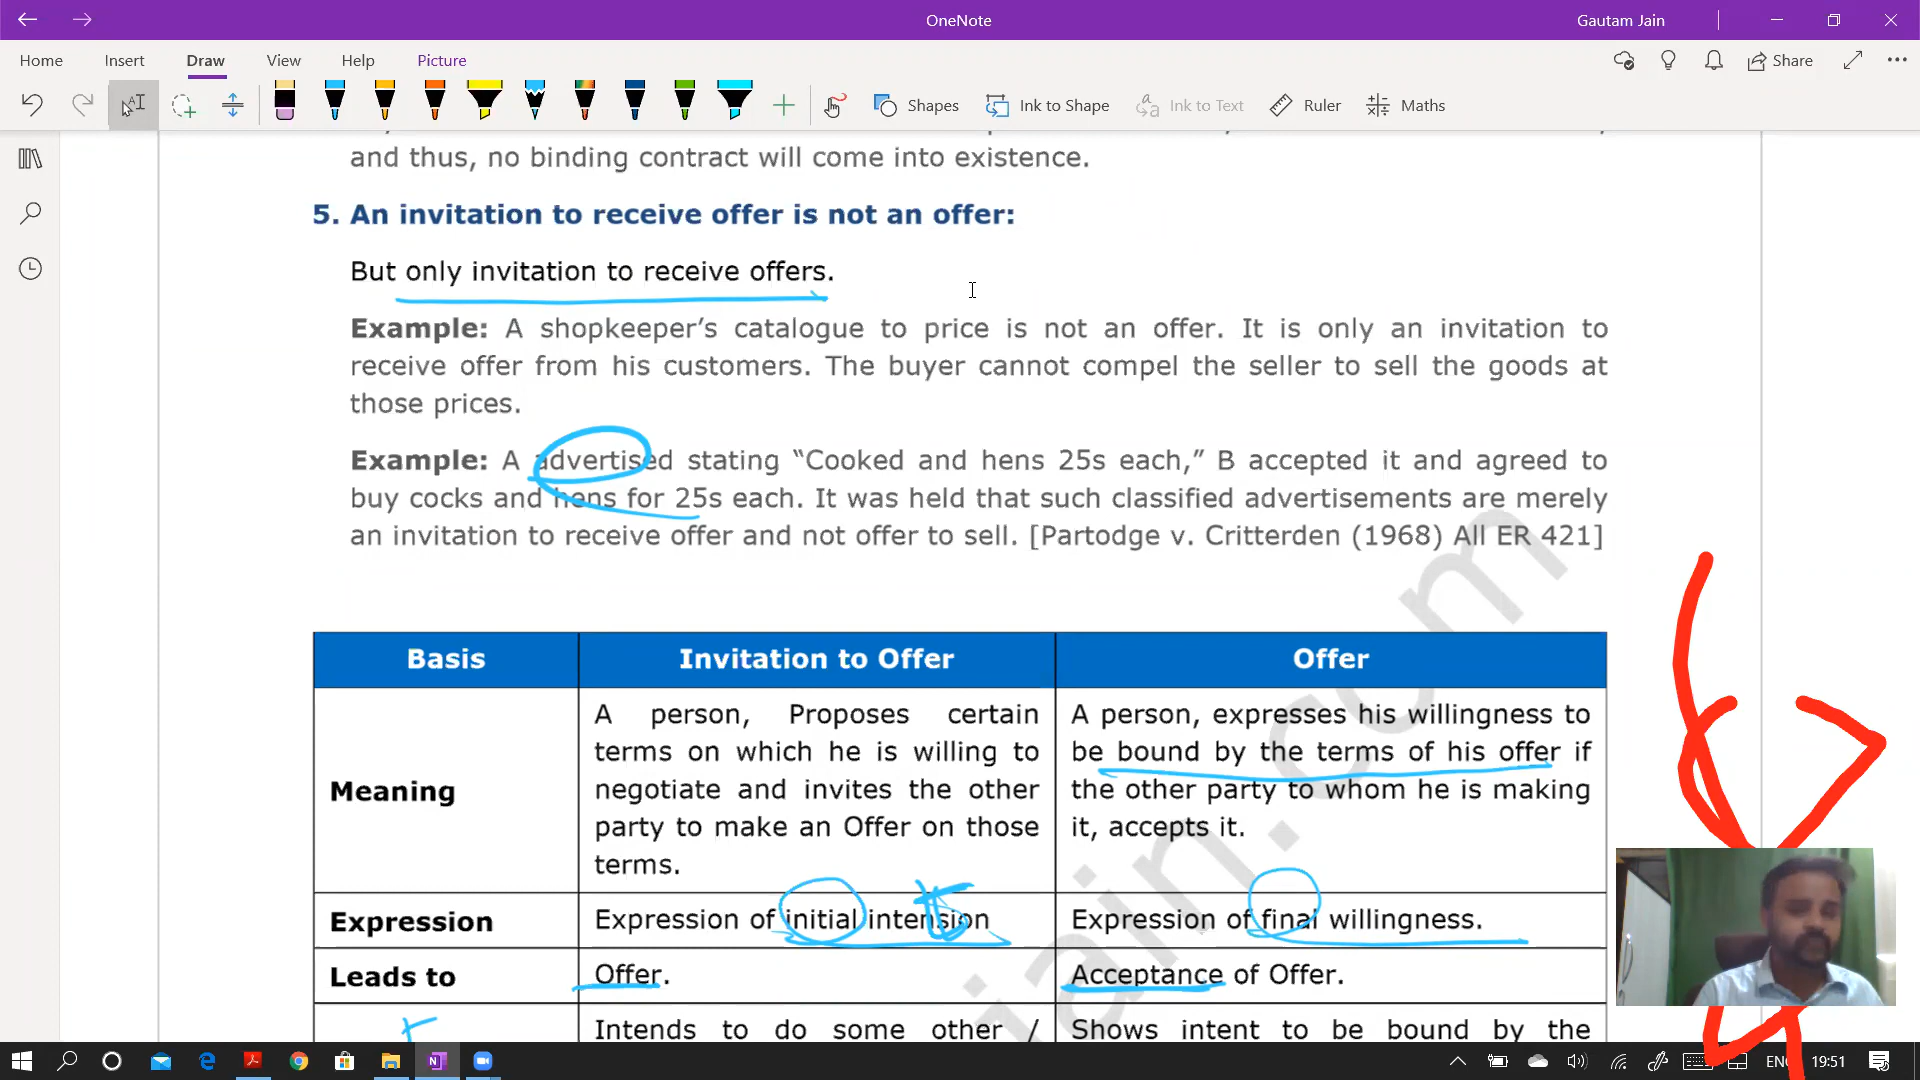 OneNote
Gautam Jain
Home Insert Draw View Help Picture
Share
Shapes Ink to Shape Ink to Text Ruler Maths
and thus, no binding contract will come into existence.
5. An invitation to receive offer is not an offer:
But only invitation to receive offers.
Example: A shopkeeper's catalogue to price is not an offer. It is only an invitation to
receive offer from his customers. The buyer cannot compel the seller to sell the goods at
those prices.
Example: A advertised stating “Cooked and hens 25s each,” B accepted it and agreed to
buy cocks and hens for 25s each. It was held that such classified advertisements are merely
an invitation to receive offer and not offer to sell. [Partodge v. Critterden (1968) All ER 421]
Basis Invitation to Offer Offer
Meaning
A person, Proposes certain
terms on which he is willing to
negotiate and invites the other
party to make an Offer on those
terms.
A person, expresses his willingness to
be bound by the terms of his offer if
the other party to whom he is making
it, accepts it.
Expression Expression of initial intension Expression of final willingness.
t
Leads to Offer. Acceptance of Offer.
Intends to do some other /
Shows intent to be bound by the
jain.com
19:51